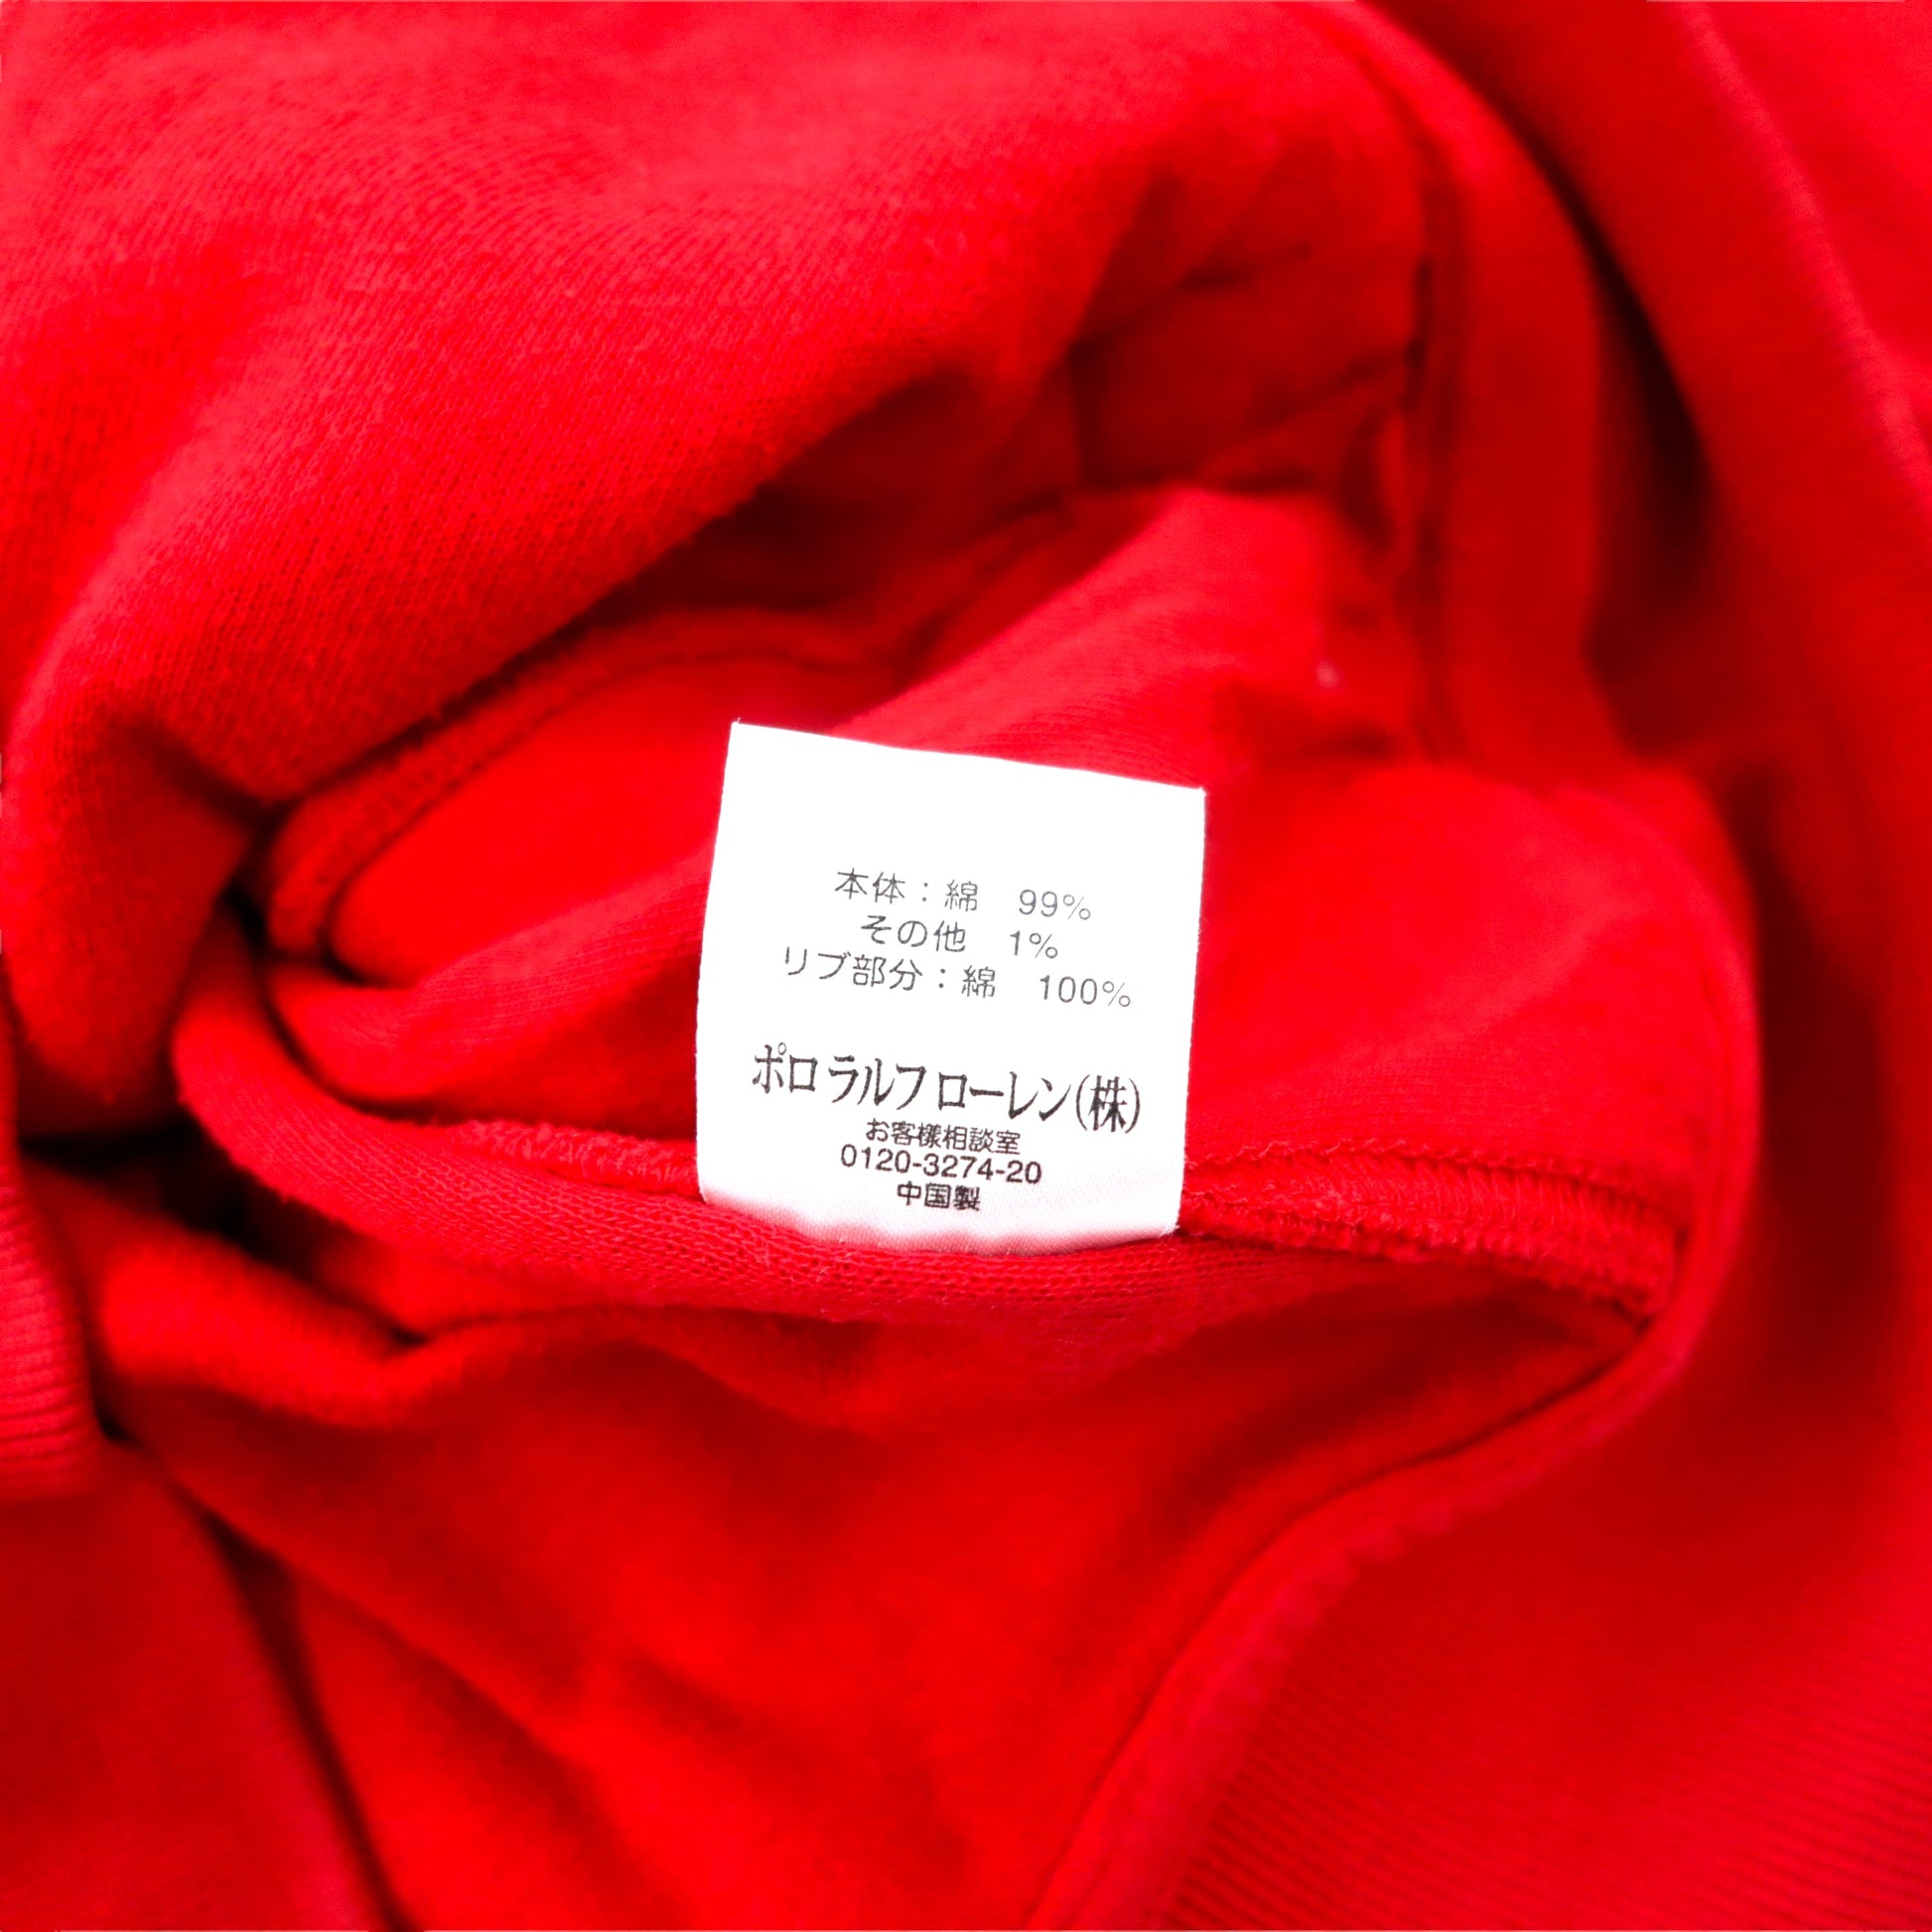 本体：綿　99%
その他　1%
リブ部分：綿　100%
ポロ ラルフ ローレン(株)
お客様相談室
0120-3274-20
中国製